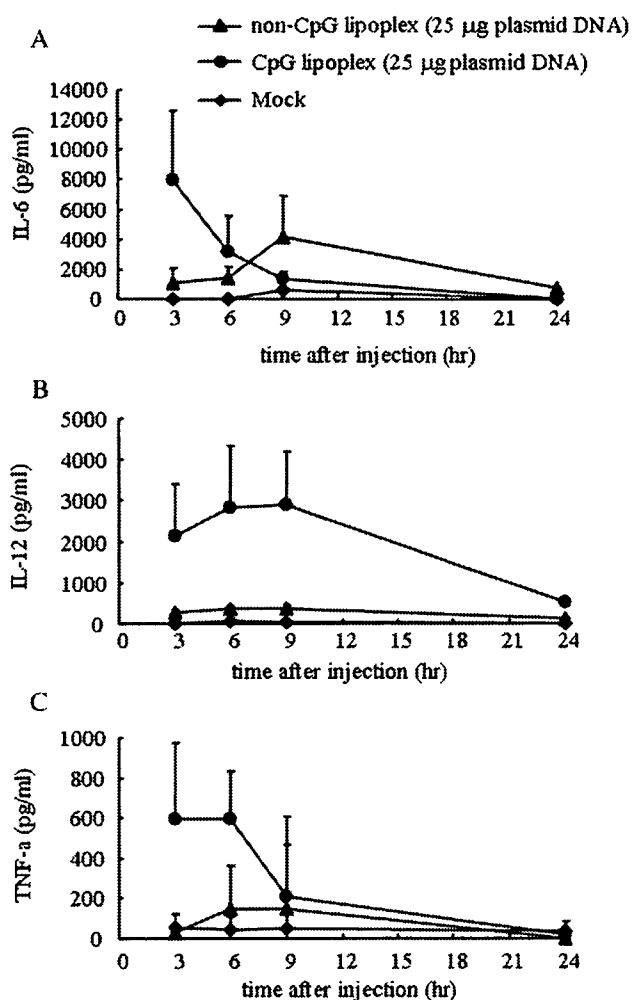 A
non-CpG lipoplex (25 µg plasmid DNA)
CpG lipoplex (25 µg plasmid DNA)
Mock
14000
12000
10000
8000
6000
4000
2000
0
IL-6 (pg/ml)
0 3 6 9 12 15 18 21 24
time after injection (hr)
B
5000
4000
3000
2000
1000
0
IL-12 (pg/ml)
0 3 6 9 12 15 18 21 24
time after injection (hr)
C
1000
800
600
400
200
0
TNF-a (pg/ml)
0 3 6 9 12 15 18 21 24
time after injection (hr)